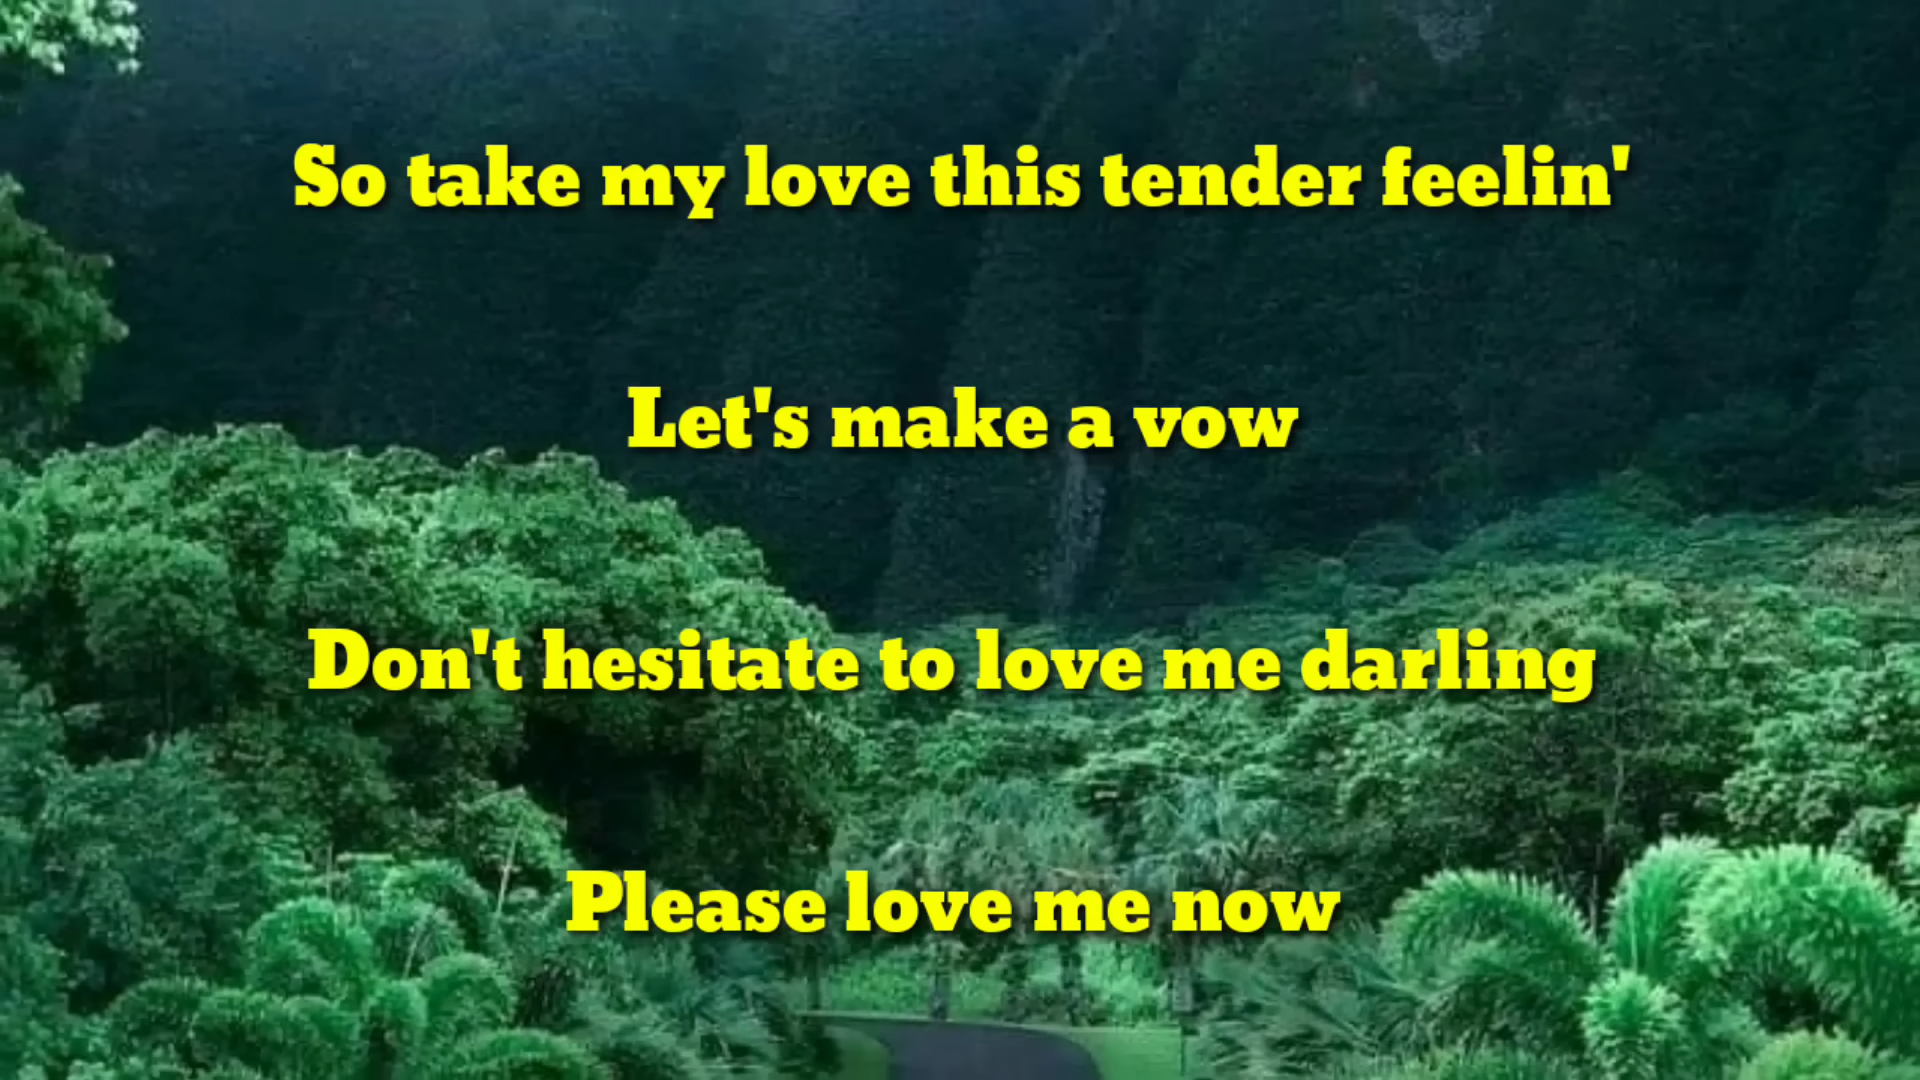 So take my love this tender feelin'
Let's make a vow
Don't hesitate to love me darling
Please love me now